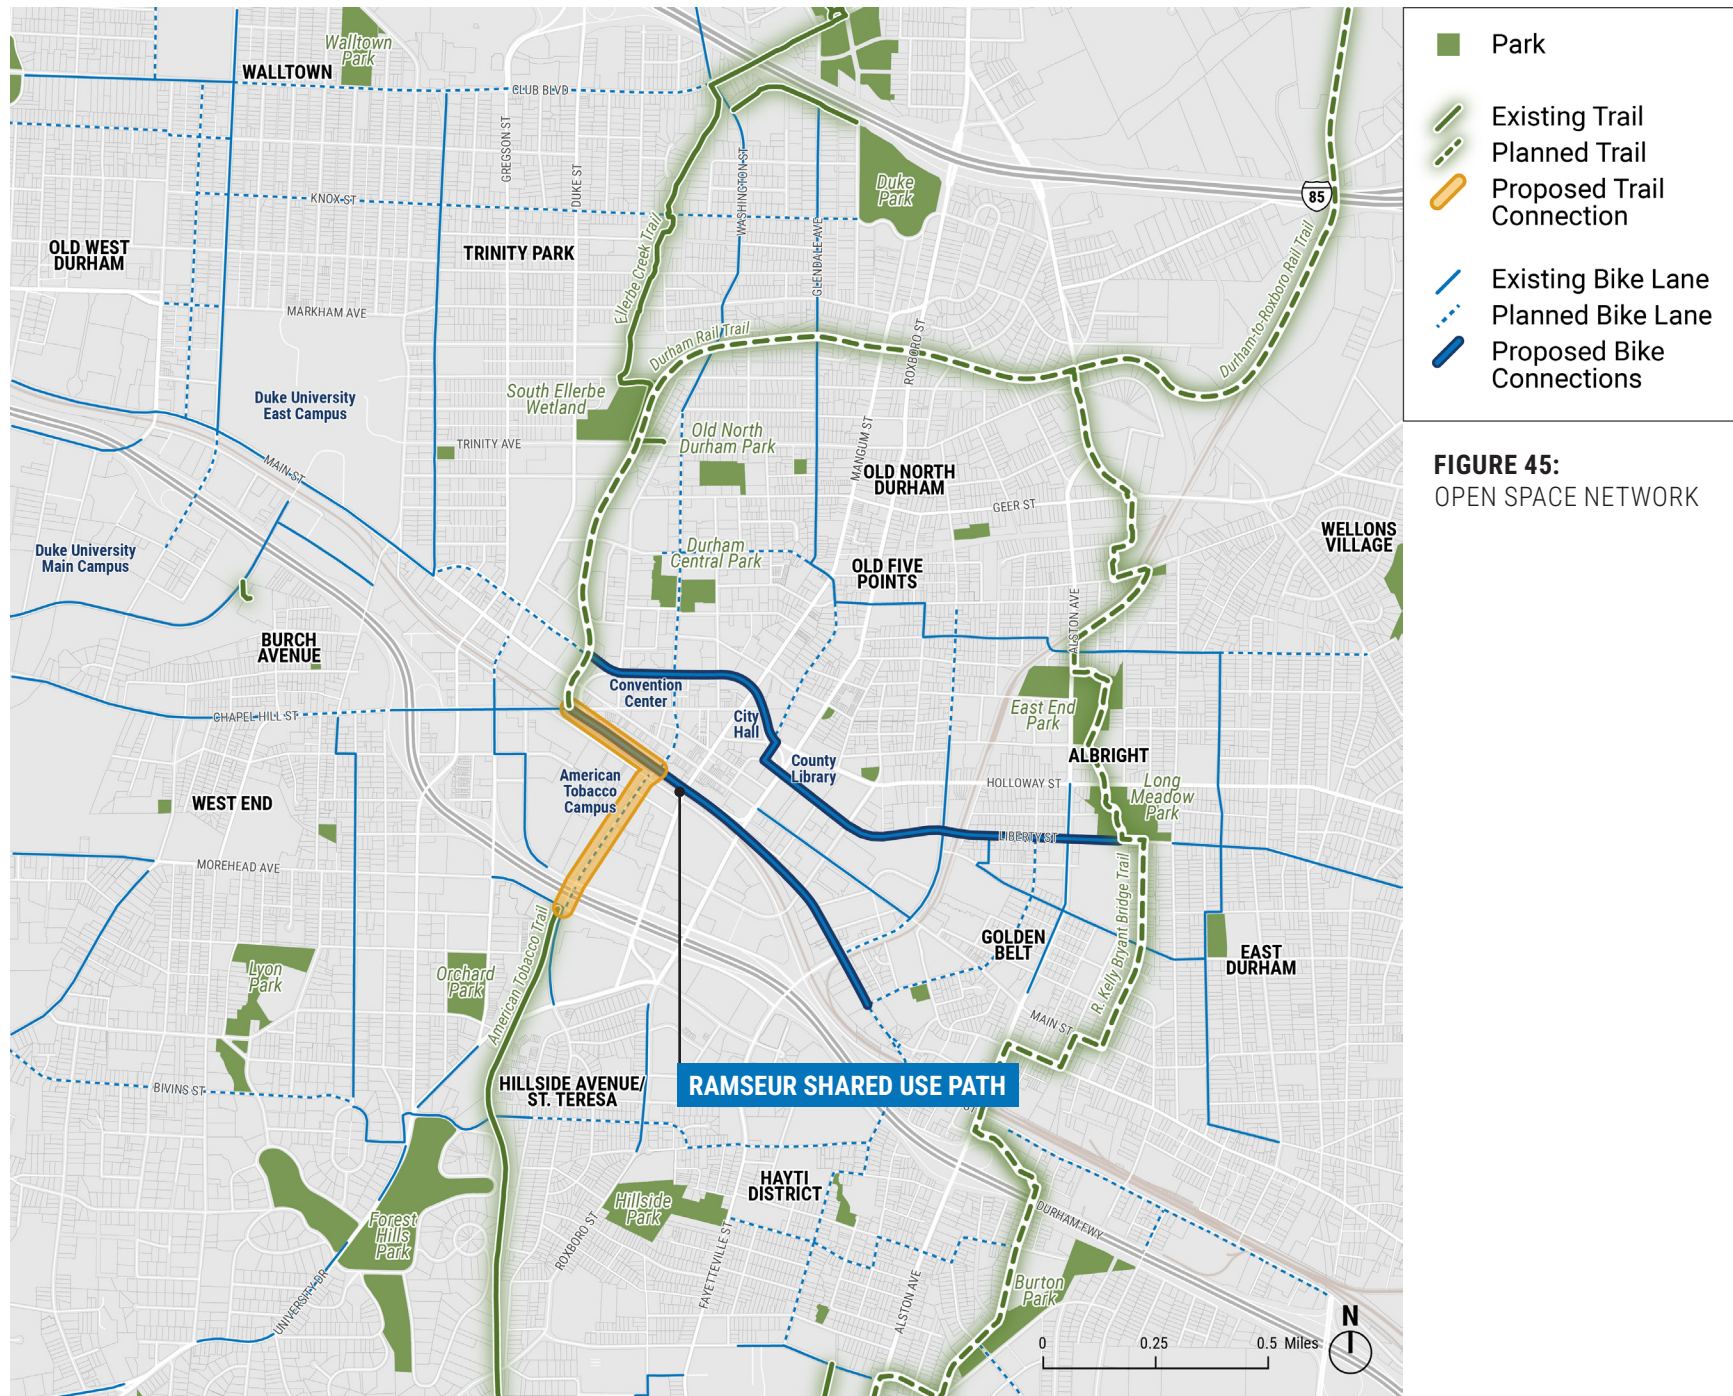 Walltown
Park
WALLTOWN
CLUB BLVD
GREGSON ST
DUKE ST
WASHINGTON ST
Duke
Park
KNOX ST
OLD WEST
DURHAM
TRINITY PARK
Ellerbe Creek Trail
GLENDALE AVE
85
Durham-to-Roxboro Rail Trail
MARKHAM AVE
Durham Rail Trail
ROXBORO ST
Duke University
East Campus
South Ellerbe
Wetland
TRINITY AVE
Old North
Durham Park
MANGUM ST
OLD NORTH
DURHAM
MAIN ST
GEER ST
WELLONS
VILLAGE
Duke University
Main Campus
Durham
Central Park
OLD FIVE
POINTS
ALSTON AVE
BURCH
AVENUE
Convention
Center
City
Hall
East End
Park
CHAPEL HILL ST
ALBRIGHT
County
Library
American
Tobacco
Campus
HOLLOWAY ST
Long
Meadow
Park
WEST END
LIBERTY ST
MOREHEAD AVE
R. Kelly Bryant Bridge Trail
American Tobacco Trail
GOLDEN
BELT
EAST
DURHAM
Lyon
Park
Orchard
Park
MAIN ST
RAMSEUR SHARED USE PATH
HILLSIDE AVENUE/
ST. TERESA
BIVINS ST
ST
HAYTI
DISTRICT
Hillside
Park
Forest
Hills
Park
ROXBORO ST
FAYETTEVILLE ST
DURHAM FWY
UNIVERSITY DR
ALSTON AVE
Burton
Park
0 0.25 0.5 Miles
N
Park
Existing Trail
Planned Trail
Proposed Trail
Connection
Existing Bike Lane
Planned Bike Lane
Proposed Bike
Connections
FIGURE 45:
OPEN SPACE NETWORK